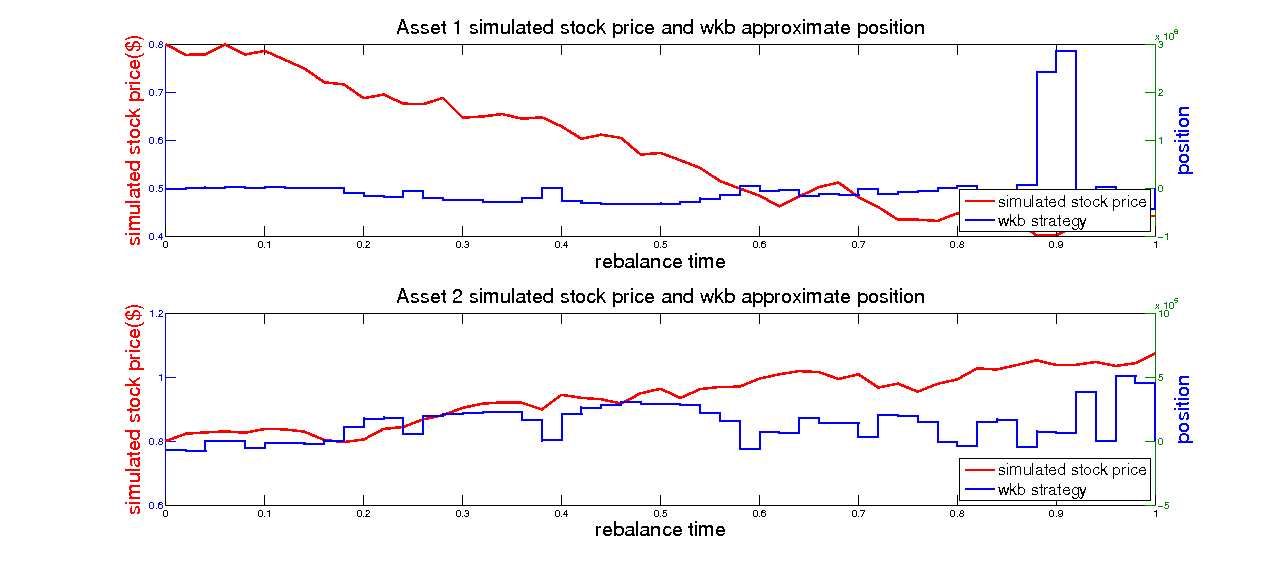 Asset 1 simulated stock price and wkb approximate position
simulated stock price($)
0.8
0.7
0.6
0.5
0.4
3
2
1
0
−1
position
simulated stock price
wkb strategy
0 0.1 0.2 0.3 0.4 0.5 0.6 0.7 0.8 0.9 1
rebalance time
Asset 2 simulated stock price and wkb approximate position
simulated stock price($)
1.2
1
0.8
0.6
10
5
0
−5
position
simulated stock price
wkb strategy
0 0.1 0.2 0.3 0.4 0.5 0.6 0.7 0.8 0.9 1
rebalance time